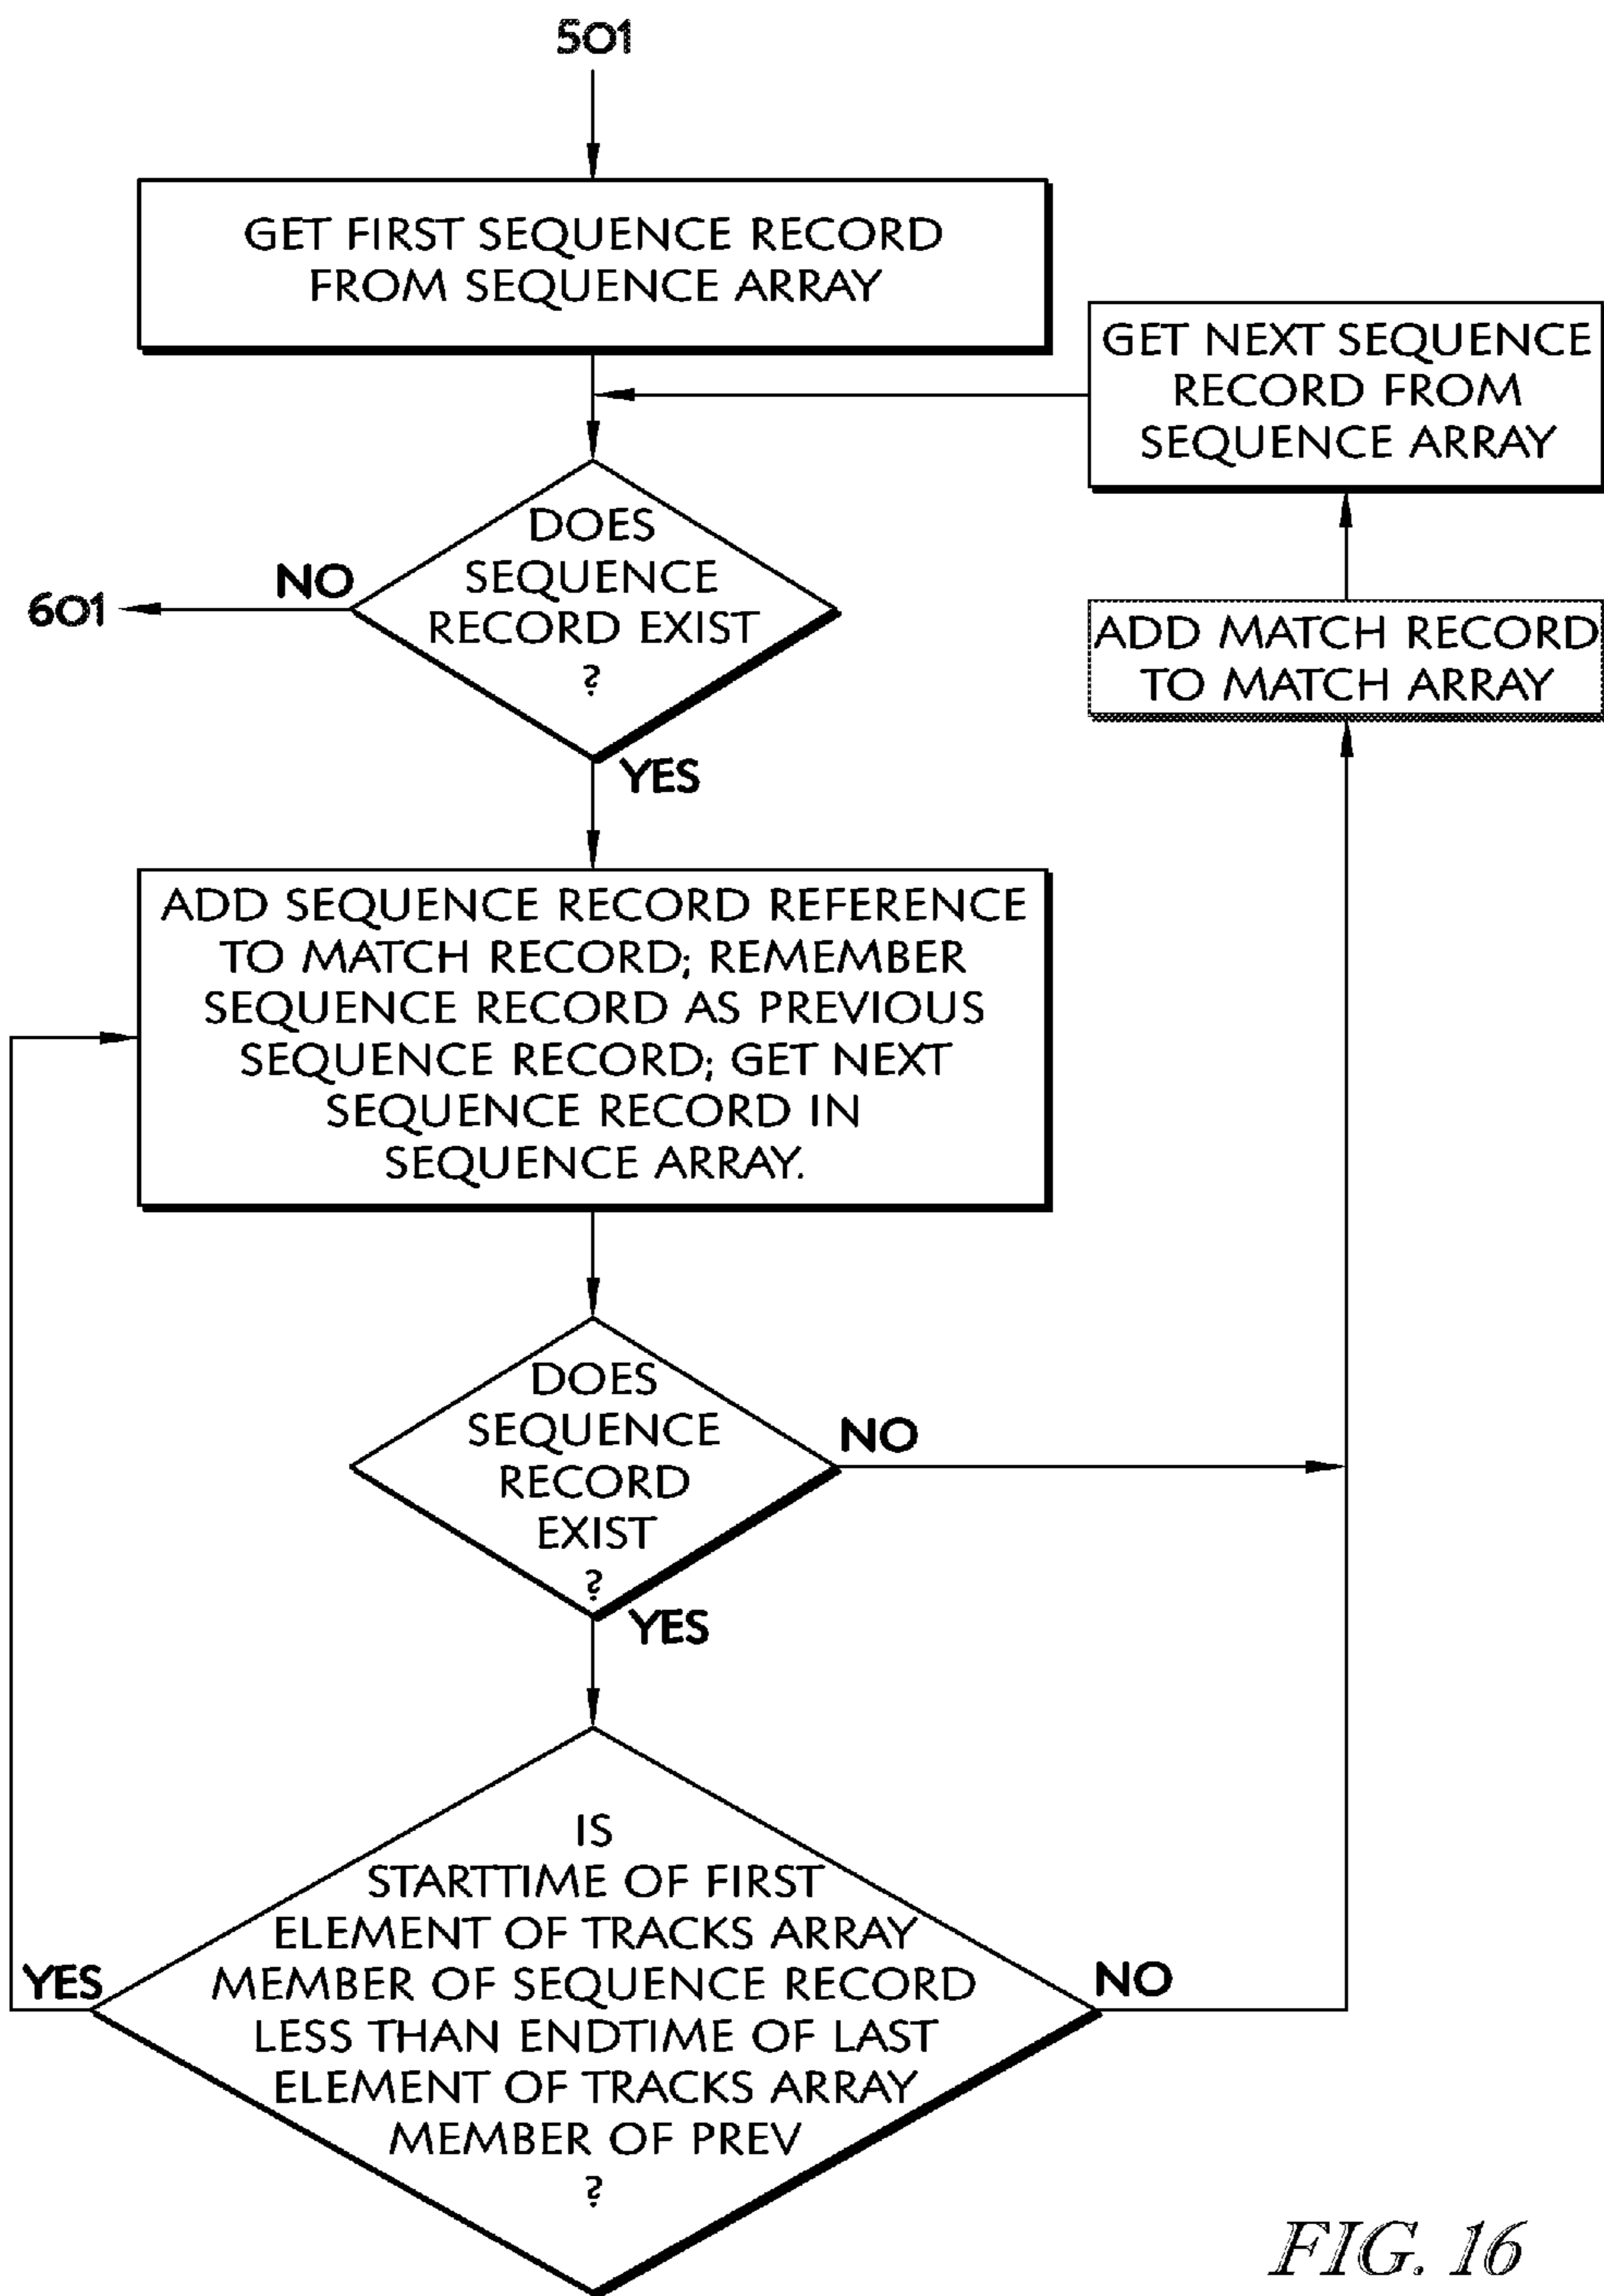 501
GET FIRST SEQUENCE RECORD
FROM SEQUENCE ARRAY
GET NEXT SEQUENCE
RECORD FROM
SEQUENCE ARRAY
DOES
SEQUENCE
RECORD EXIST
?
NO
601
ADD MATCH RECORD
TO MATCH ARRAY
YES
ADD SEQUENCE RECORD REFERENCE
TO MATCH RECORD; REMEMBER
SEQUENCE RECORD AS PREVIOUS
SEQUENCE RECORD; GET NEXT
SEQUENCE RECORD IN
SEQUENCE ARRAY.
DOES
SEQUENCE
RECORD
EXIST
?
NO
YES
IS
STARTTIME OF FIRST
ELEMENT OF TRACKS ARRAY
MEMBER OF SEQUENCE RECORD
LESS THAN ENDTIME OF LAST
ELEMENT OF TRACKS ARRAY
MEMBER OF PREV
?
YES
NO
FIG. 16